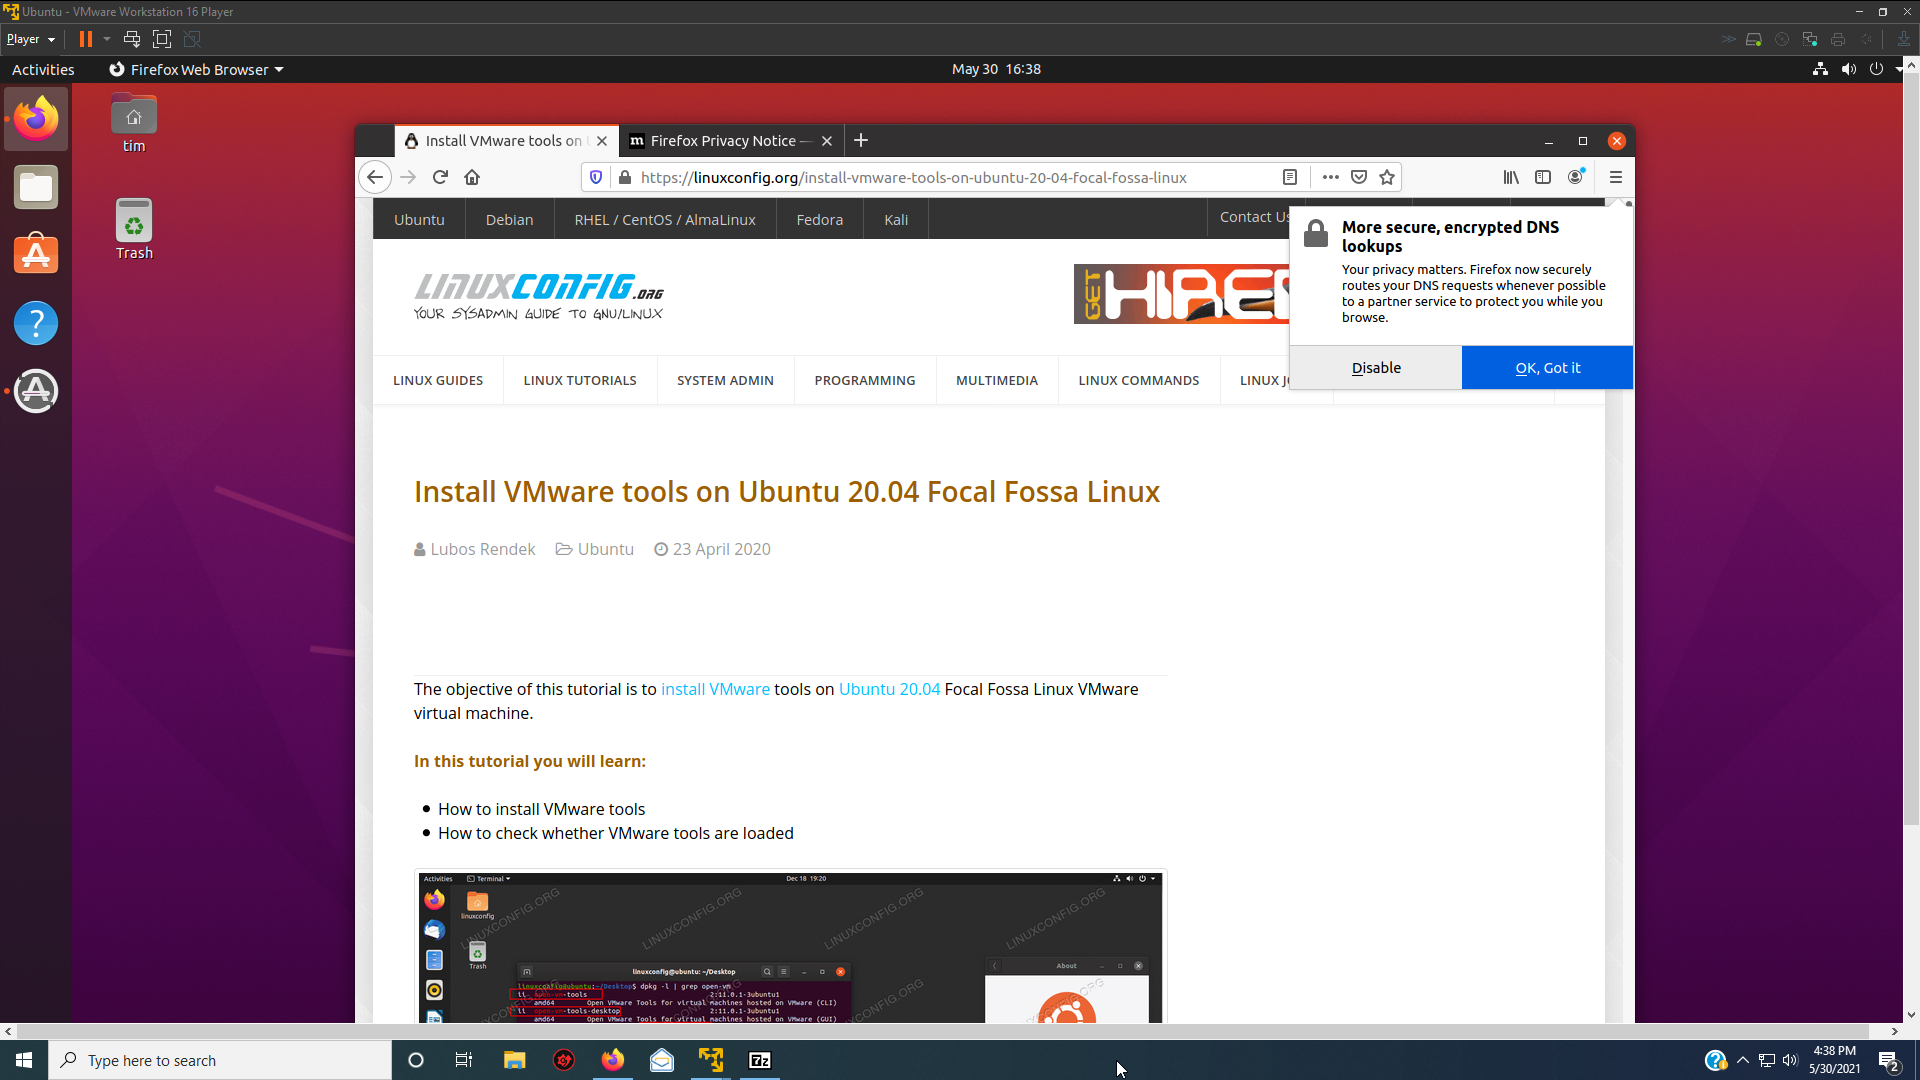 Ubuntu - VMware Workstation 16 Player
Player
Activities
Firefox Web Browser
May 30 16:38
tim
Trash
Install VMware tools on
Firefox Privacy Notice —
https://linuxconfig.org/install-vmware-tools-on-ubuntu-20-04-focal-fossa-linux
Ubuntu
Debian
RHEL / CentOS / AlmaLinux
Fedora
Kali
Contact Us
More secure, encrypted DNS
lookups
Your privacy matters. Firefox now securely
routes your DNS requests whenever possible
to a partner service to protect you while you
browse.
Disable
OK, Got it
LINUXCONFIG.ORG
YOUR SYSADMIN GUIDE TO GNU/LINUX
GET HIRED
LINUX GUIDES
LINUX TUTORIALS
SYSTEM ADMIN
PROGRAMMING
MULTIMEDIA
LINUX COMMANDS
LINUX
Install VMware tools on Ubuntu 20.04 Focal Fossa Linux
Lubos Rendek
Ubuntu
23 April 2020
The objective of this tutorial is to install VMware tools on Ubuntu 20.04 Focal Fossa Linux VMware
virtual machine.
In this tutorial you will learn:
How to install VMware tools
How to check whether VMware tools are loaded
Activities
Terminal
Dec 18 19:20
linuxconfig
Trash
LINUXCONFIG.ORG
LINUXCONFIG.ORG
LINUXCONFIG.ORG
LINUXCONFIG.ORG
linuxconfig@ubuntu: ~/Desktop
linuxconfig@ubuntu:~/Desktop$ dpkg -l | grep open-vm
ii open-vm-tools 2:11.0.1-3ubuntu1
amd64 Open VMware Tools for virtual machines hosted on VMware (CLI)
ii open-vm-tools-desktop 2:11.0.1-3ubuntu1
amd64 Open VMware Tools for virtual machines hosted on VMware (GUI)
About
Type here to search
7z
4:38 PM
5/30/2021
2